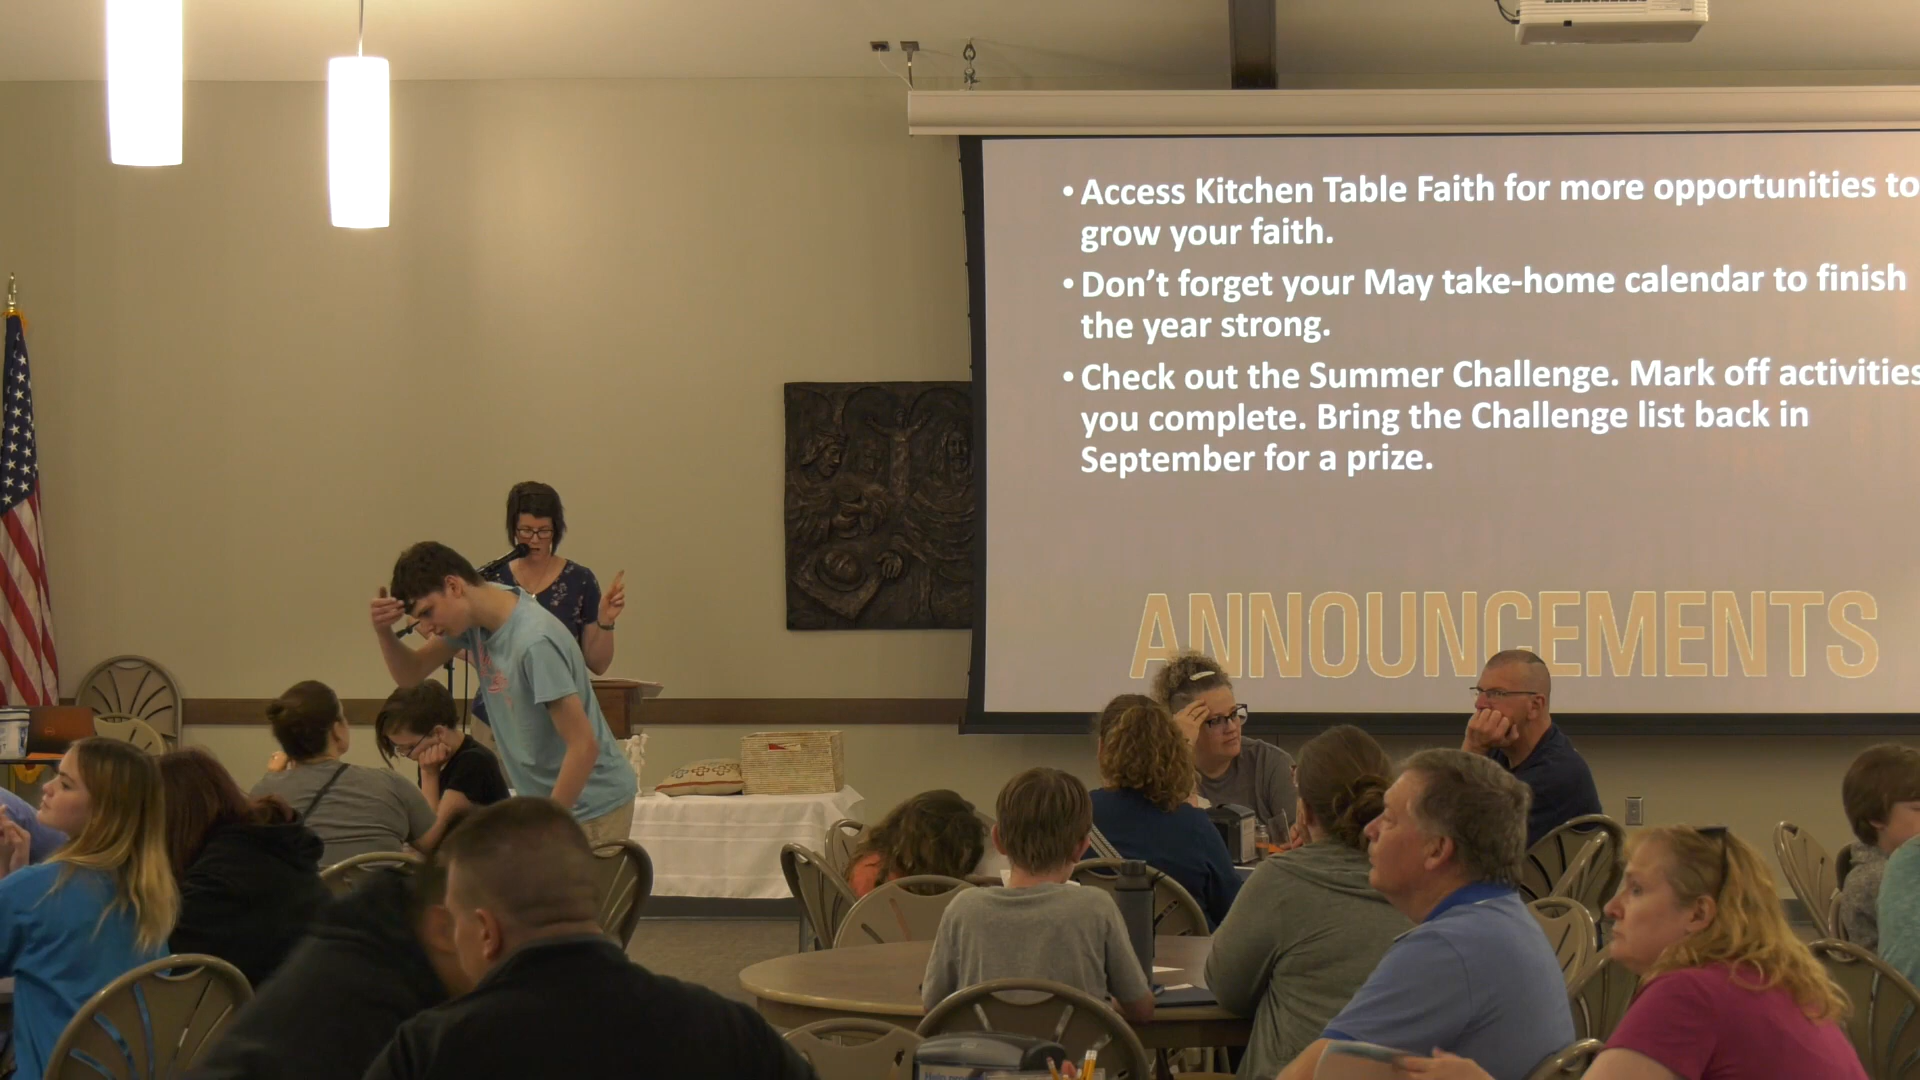 • Access Kitchen Table Faith for more opportunities to
grow your faith.
• Don't forget your May take-home calendar to finish
the year strong.
• Check out the Summer Challenge. Mark off activities
you complete. Bring the Challenge list back in
September for a prize.
ANNOUNCEMENTS